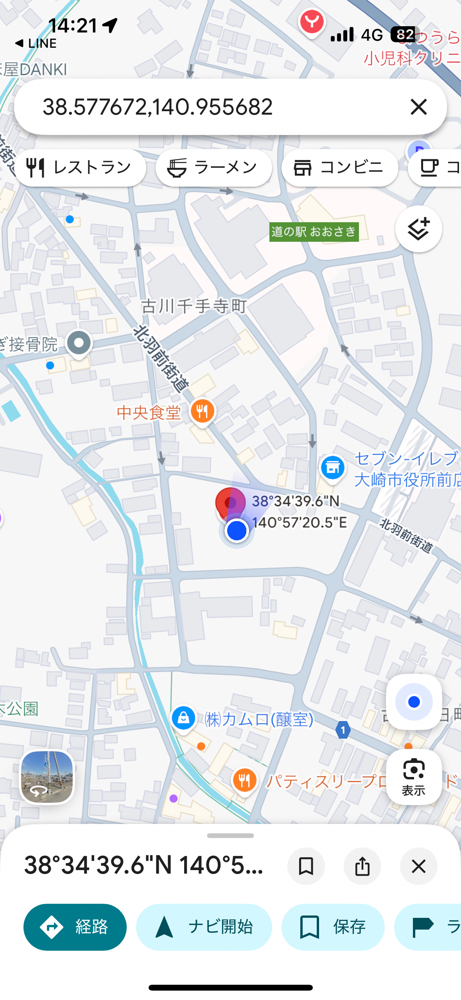 14:21
LINE
4G
82
小児科クリニ
屋DANKI
38.577672,140.955682
レストラン
ラーメン
コンビニ
コ
道の駅 おおさき
古川千手寺町
接骨院
北羽前街道
中央食堂
セブン-イレブ
大崎市役所前店
38°34'39.6"N
140°57'20.5"E
北羽前街道
公園
㈱カムロ(醸室)
1
パティスリープロ
ド
表示
38°34'39.6"N 140°5...
経路
ナビ開始
保存
ラ